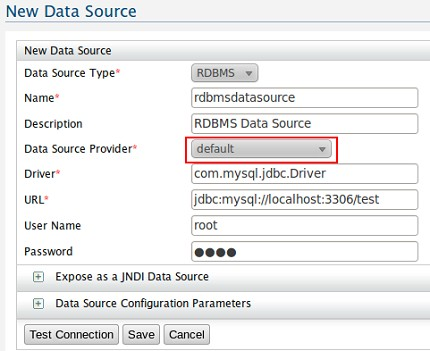 New Data Source
New Data Source
Data Source Type* RDBMS
Name* rdbmsdatasource
Description RDBMS Data Source
Data Source Provider* default
Driver* com.mysql.jdbc.Driver
URL* jdbc:mysql://localhost:3306/test
User Name root
Password ●●●●
Expose as a JNDI Data Source
Data Source Configuration Parameters
Test Connection Save Cancel